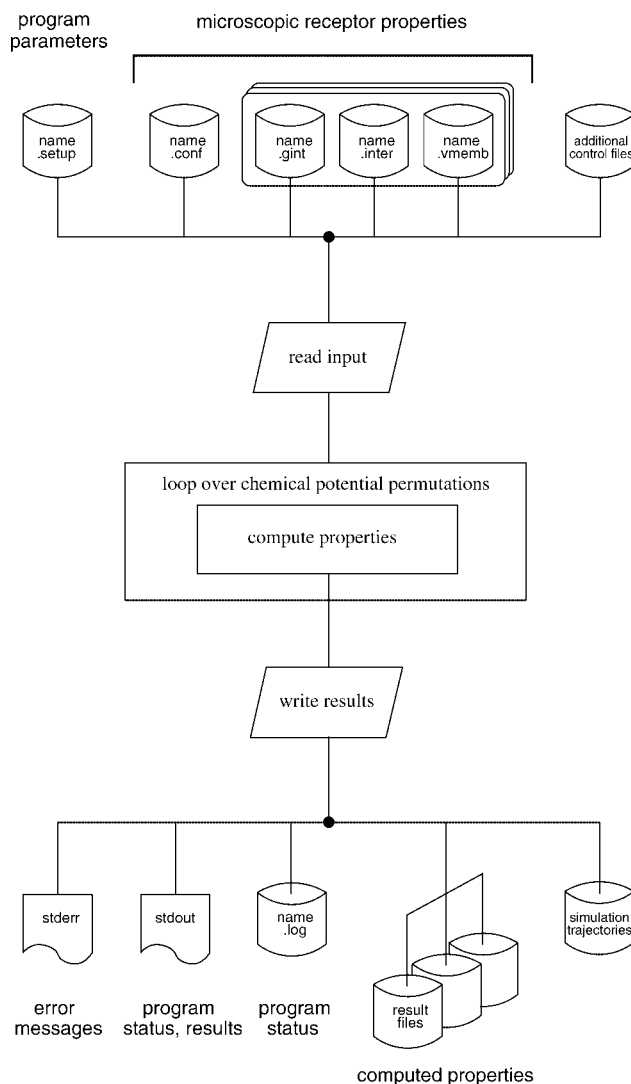 program
parameters
microscopic receptor properties
name
.setup
name
.conf
name
.gint
name
.inter
name
.vmemb
additional
control files
read input
loop over chemical potential permutations
compute properties
write results
stderr
stdout
name
.log
result
files
simulation
trajectories
error
messages
program
status, results
program
status
computed properties